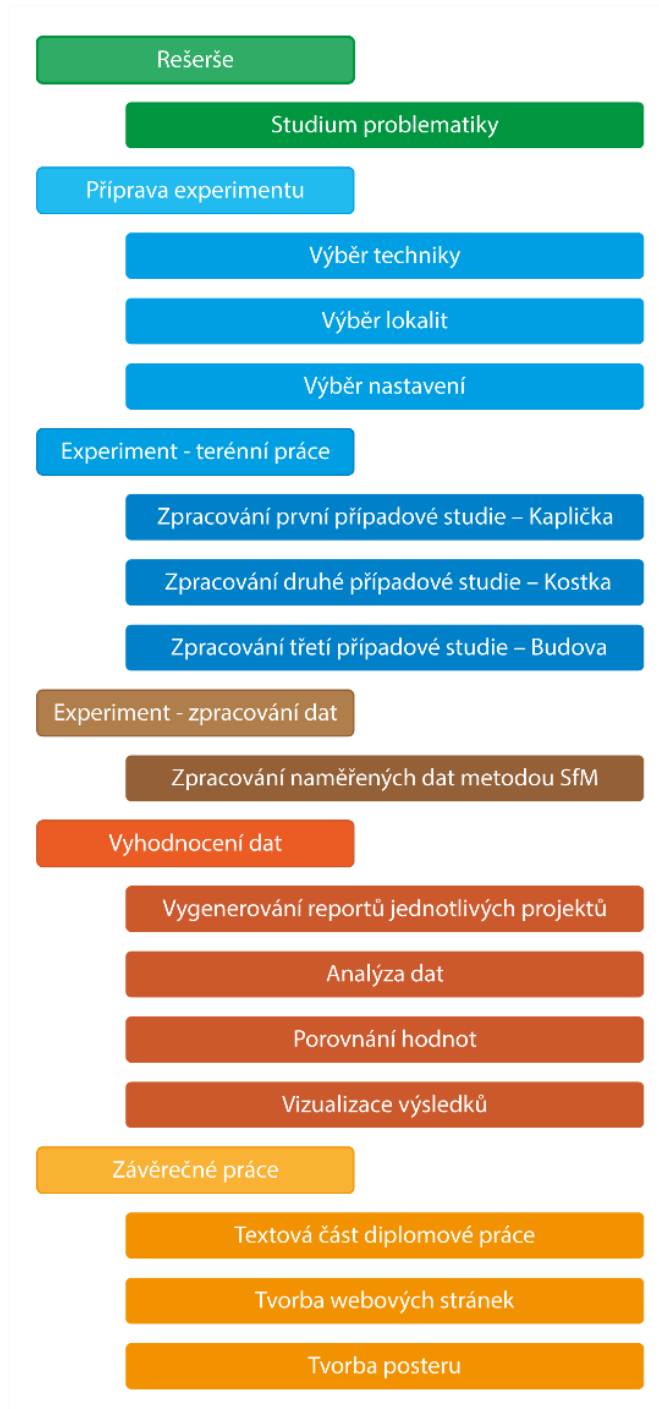 Rešerše
Studium problematiky
Příprava experimentu
Výběr techniky
Výběr lokalit
Výběr nastavení
Experiment - terénní práce
Zpracování první případové studie – Kaplička
Zpracování druhé případové studie – Kostka
Zpracování třetí případové studie – Budova
Experiment - zpracování dat
Zpracování naměřených dat metodou SfM
Vyhodnocení dat
Vygenerování reportů jednotlivých projektů
Analýza dat
Porovnání hodnot
Vizualizace výsledků
Závěrečné práce
Textová část diplomové práce
Tvorba webových stránek
Tvorba posteru